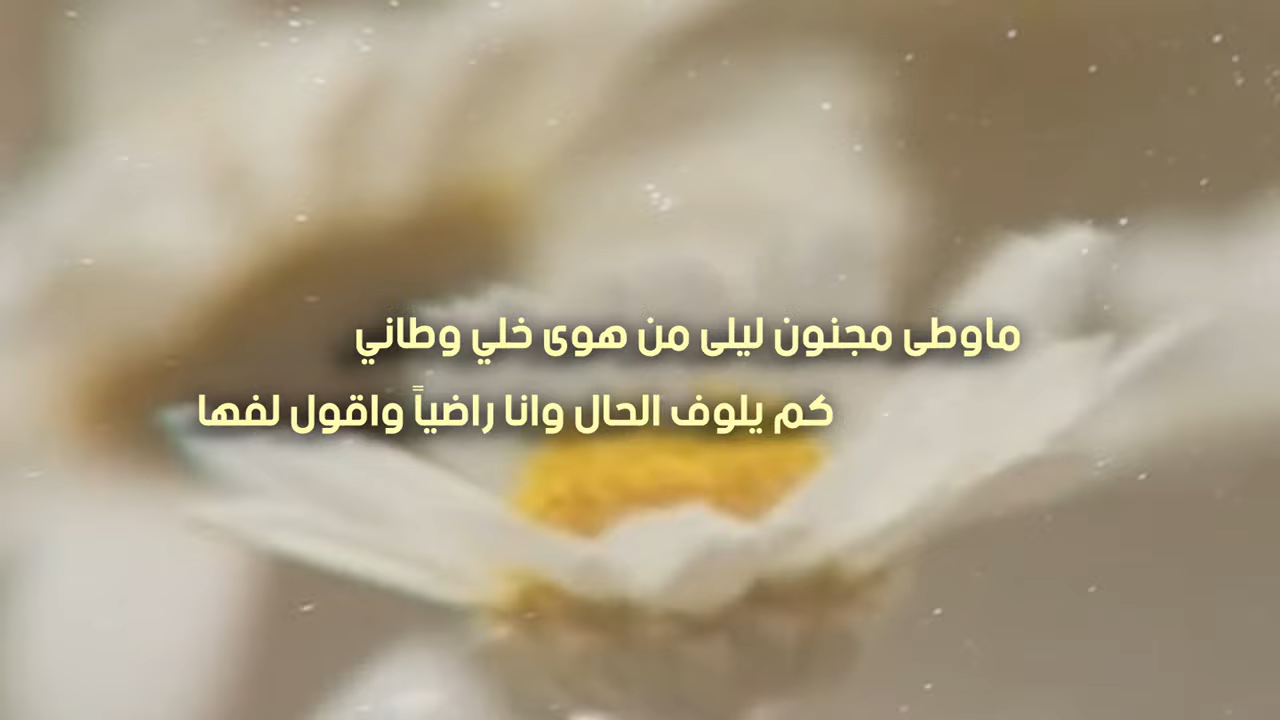 ماوطى مجنون ليلى من هوى خلي وطاني
كم يلوف الحال وانا راضياً واقول لفها